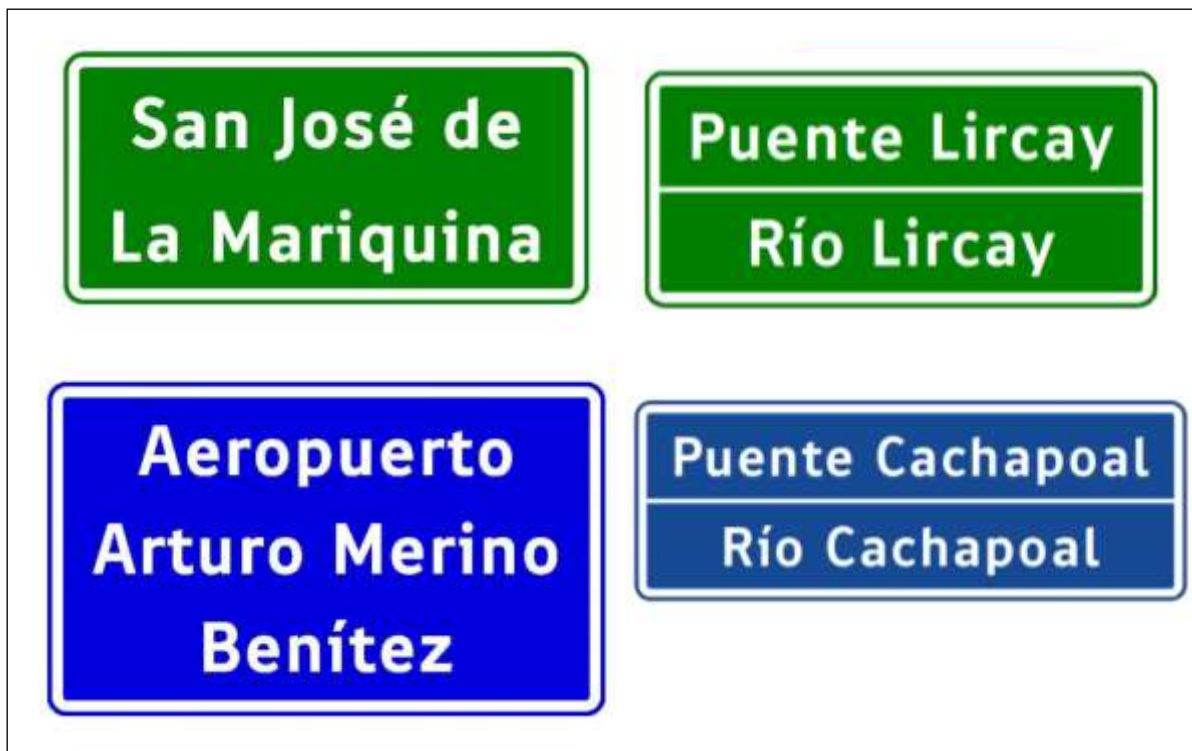 San José de
La Mariquina
Puente Lircay
Río Lircay
Aeropuerto
Arturo Merino
Benítez
Puente Cachapoal
Río Cachapoal